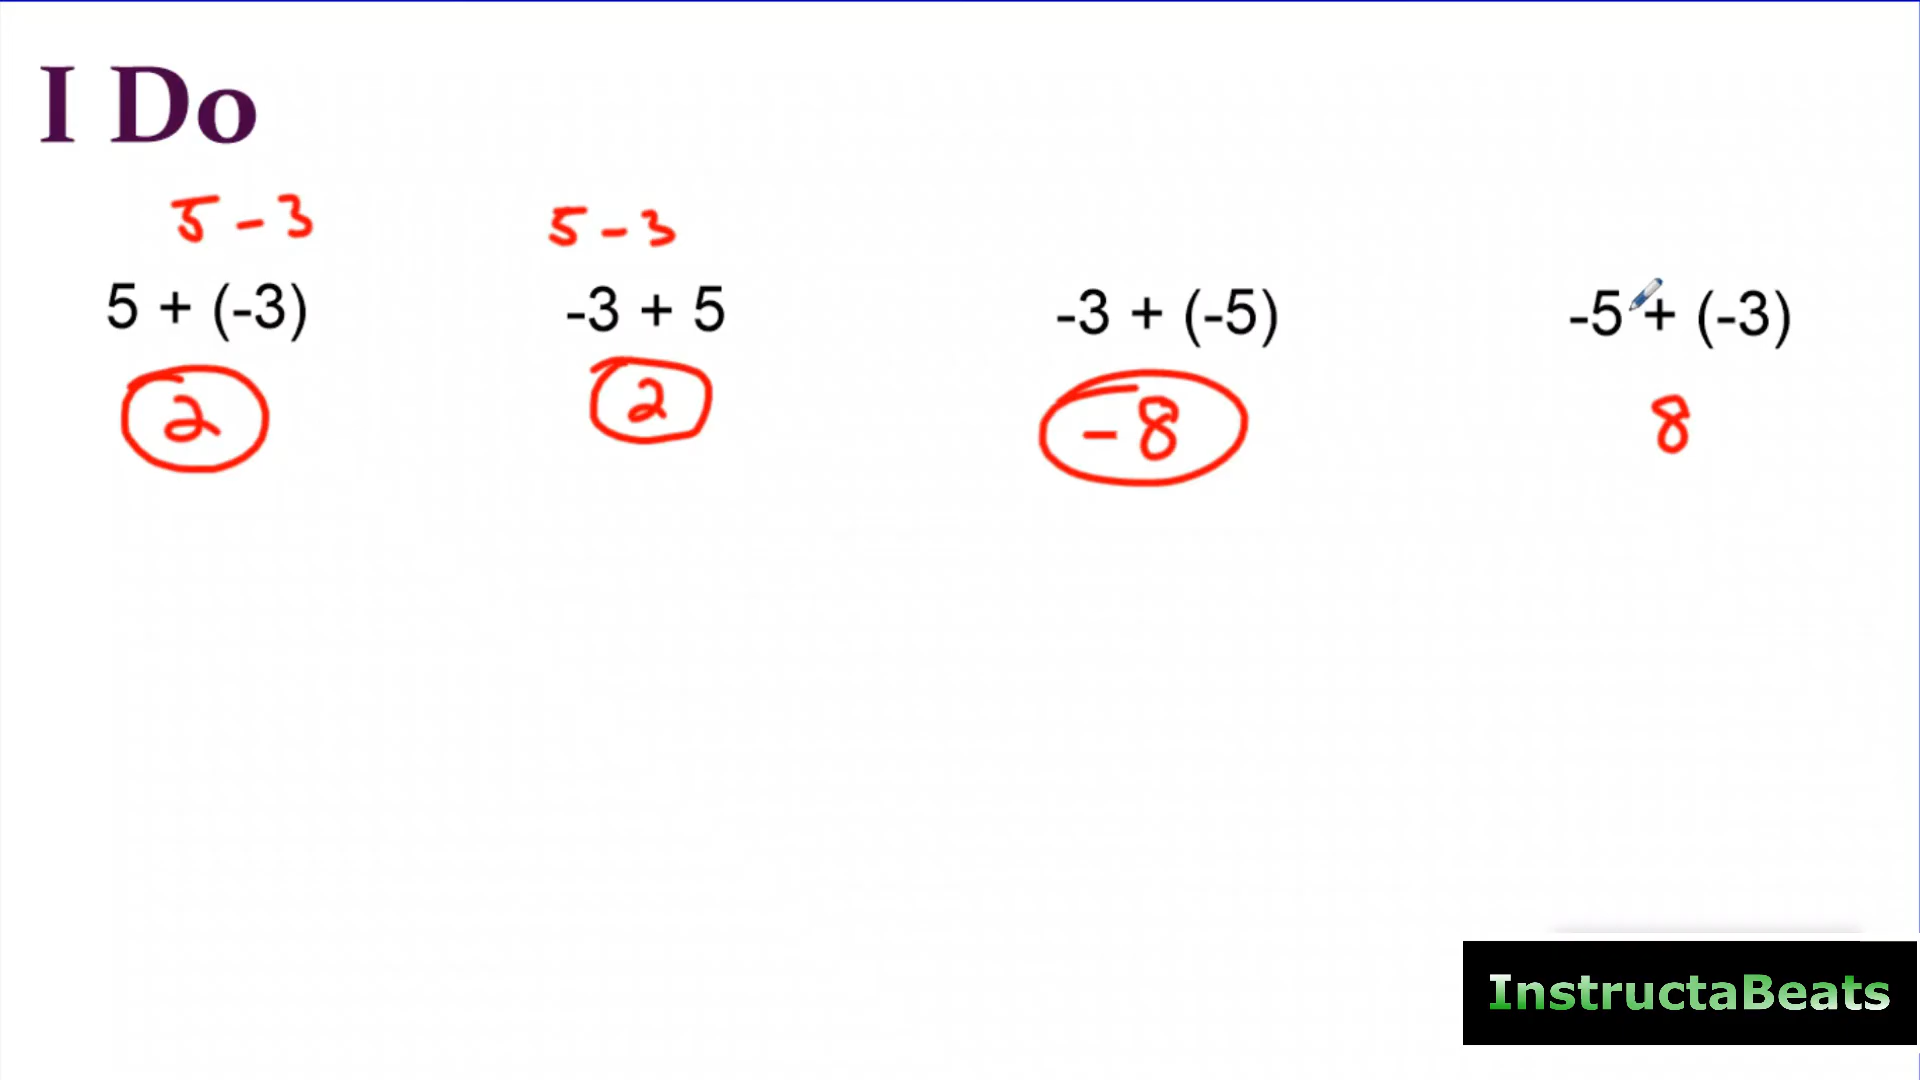 I Do
5 - 3
5 - 3
5 + (-3)
-3 + 5
-3 + (-5)
-5 + (-3)
2
2
-8
8
InstructaBeats